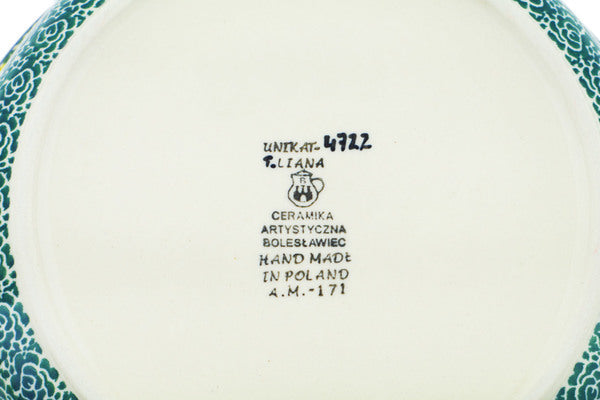 UNIKAT-4722
T.LIANA
B
CERAMIKA
ARTYSTYCZNA
BOLESŁAWIEC
HAND MADE
IN POLAND
A.M.-171